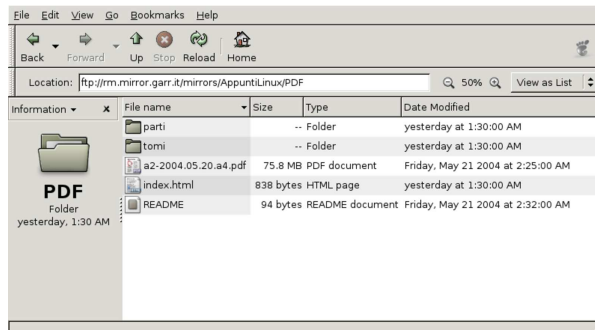 File Edit View Go Bookmarks Help
Back Forward Up Stop Reload Home
Location: ftp://rm.mirror.garr.it/mirrors/AppuntiLinux/PDF 50% View as List
Information x File name Size Type Date Modified
parti -- Folder yesterday at 1:30:00 AM
tomi -- Folder yesterday at 1:30:00 AM
a2-2004.05.20.a4.pdf 75.8 MB PDF document Friday, May 21 2004 at 2:25:00 AM
index.html 838 bytes HTML page yesterday at 1:30:00 AM
README 94 bytes README document Friday, May 21 2004 at 2:32:00 AM
PDF
Folder
yesterday, 1:30 AM